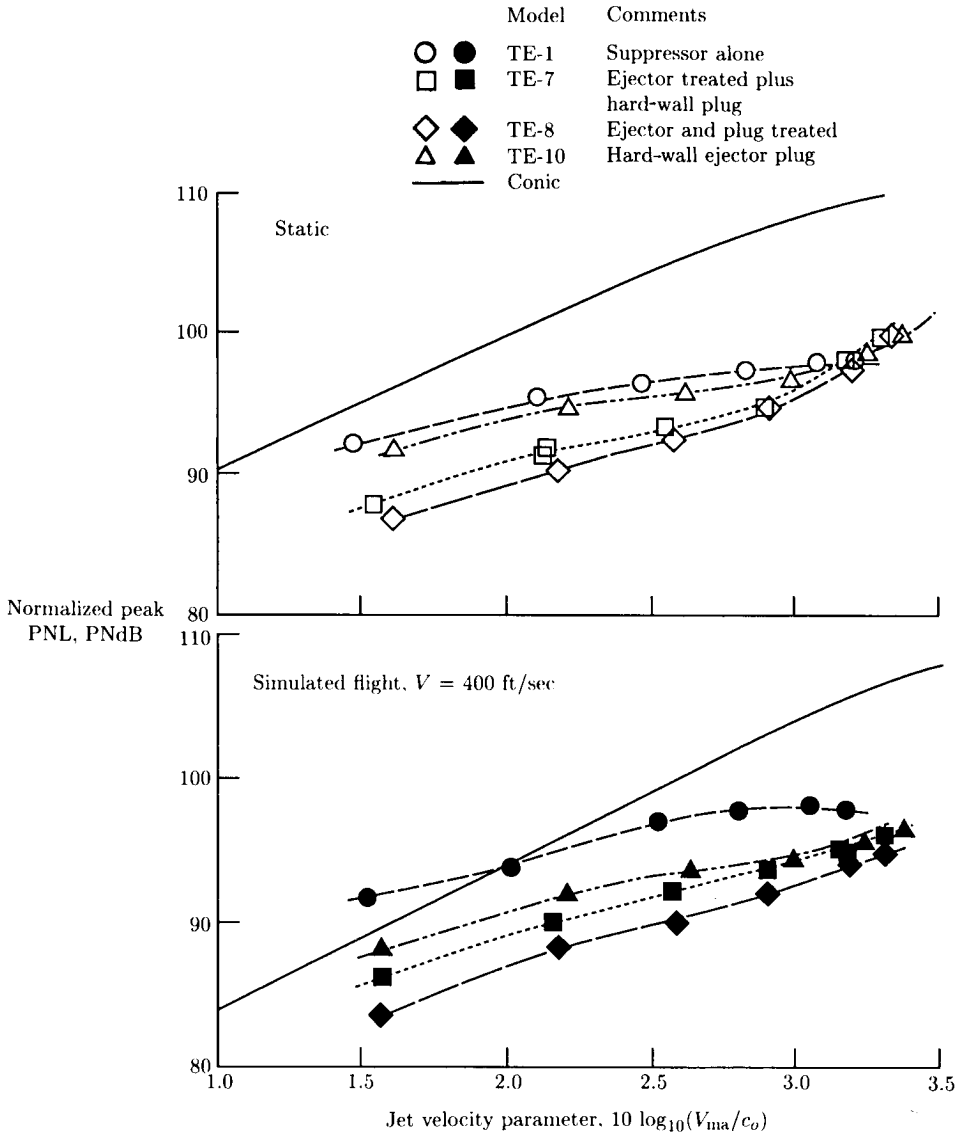 Model Comments
TE-1 Suppressor alone
TE-7 Ejector treated plus
hard-wall plug
TE-8 Ejector and plug treated
TE-10 Hard-wall ejector plug
Conic
110
Static
100
90
80
Normalized peak
PNL, PNdB
110
Simulated flight, V = 400 ft/sec
100
90
80
1.0 1.5 2.0 2.5 3.0 3.5
Jet velocity parameter, 10 log₁₀(Vma/cₒ)